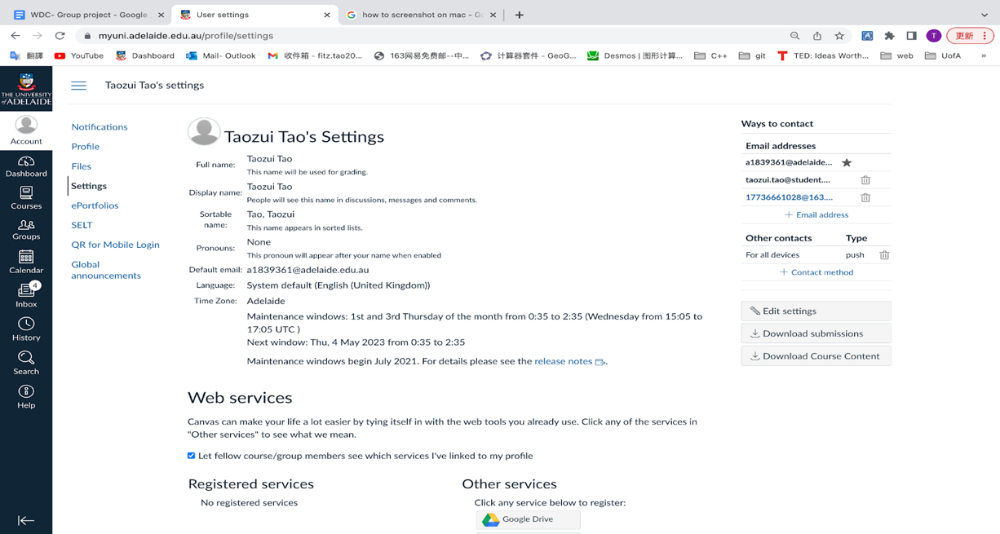 WDC- Group project - Google
User settings
how to screenshot on mac - Go
myuni.adelaide.edu.au/profile/settings
T
更新
翻譯
YouTube
Dashboard
Mail- Outlook
收件箱 - fitz.tao20...
163网易免费邮--中...
计算器套件 - GeoG...
Desmos | 图形计算...
C++
git
TED: Ideas Worth...
web
UofA
»
THE UNIVERSITY
of ADELAIDE
Account
Dashboard
Courses
Groups
Calendar
4
Inbox
History
Search
Help
Taozui Tao's settings
Notifications
Profile
Files
Settings
ePortfolios
SELT
QR for Mobile Login
Global
announcements
Taozui Tao's Settings
Full name: Taozui Tao
This name will be used for grading.
Display name: Taozui Tao
People will see this name in discussions, messages and comments.
Sortable name: Tao, Taozui
This name appears in sorted lists.
Pronouns: None
This pronoun will appear after your name when enabled
Default email: a1839361@adelaide.edu.au
Language: System default (English (United Kingdom))
Time Zone: Adelaide
Maintenance windows: 1st and 3rd Thursday of the month from 0:35 to 2:35 (Wednesday from 15:05 to
17:05 UTC )
Next window: Thu, 4 May 2023 from 0:35 to 2:35
Maintenance windows begin July 2021. For details please see the release notes .
Web services
Canvas can make your life a lot easier by tying itself in with the web tools you already use. Click any of the services in
"Other services" to see what we mean.
Let fellow course/group members see which services I've linked to my profile
Registered services
No registered services
Other services
Click any service below to register:
Google Drive
Ways to contact
Email addresses
a1839361@adelaide...
taozui.tao@student....
17736661028@163....
Email address
Other contacts Type
For all devices push
Contact method
Edit settings
Download submissions
Download Course Content